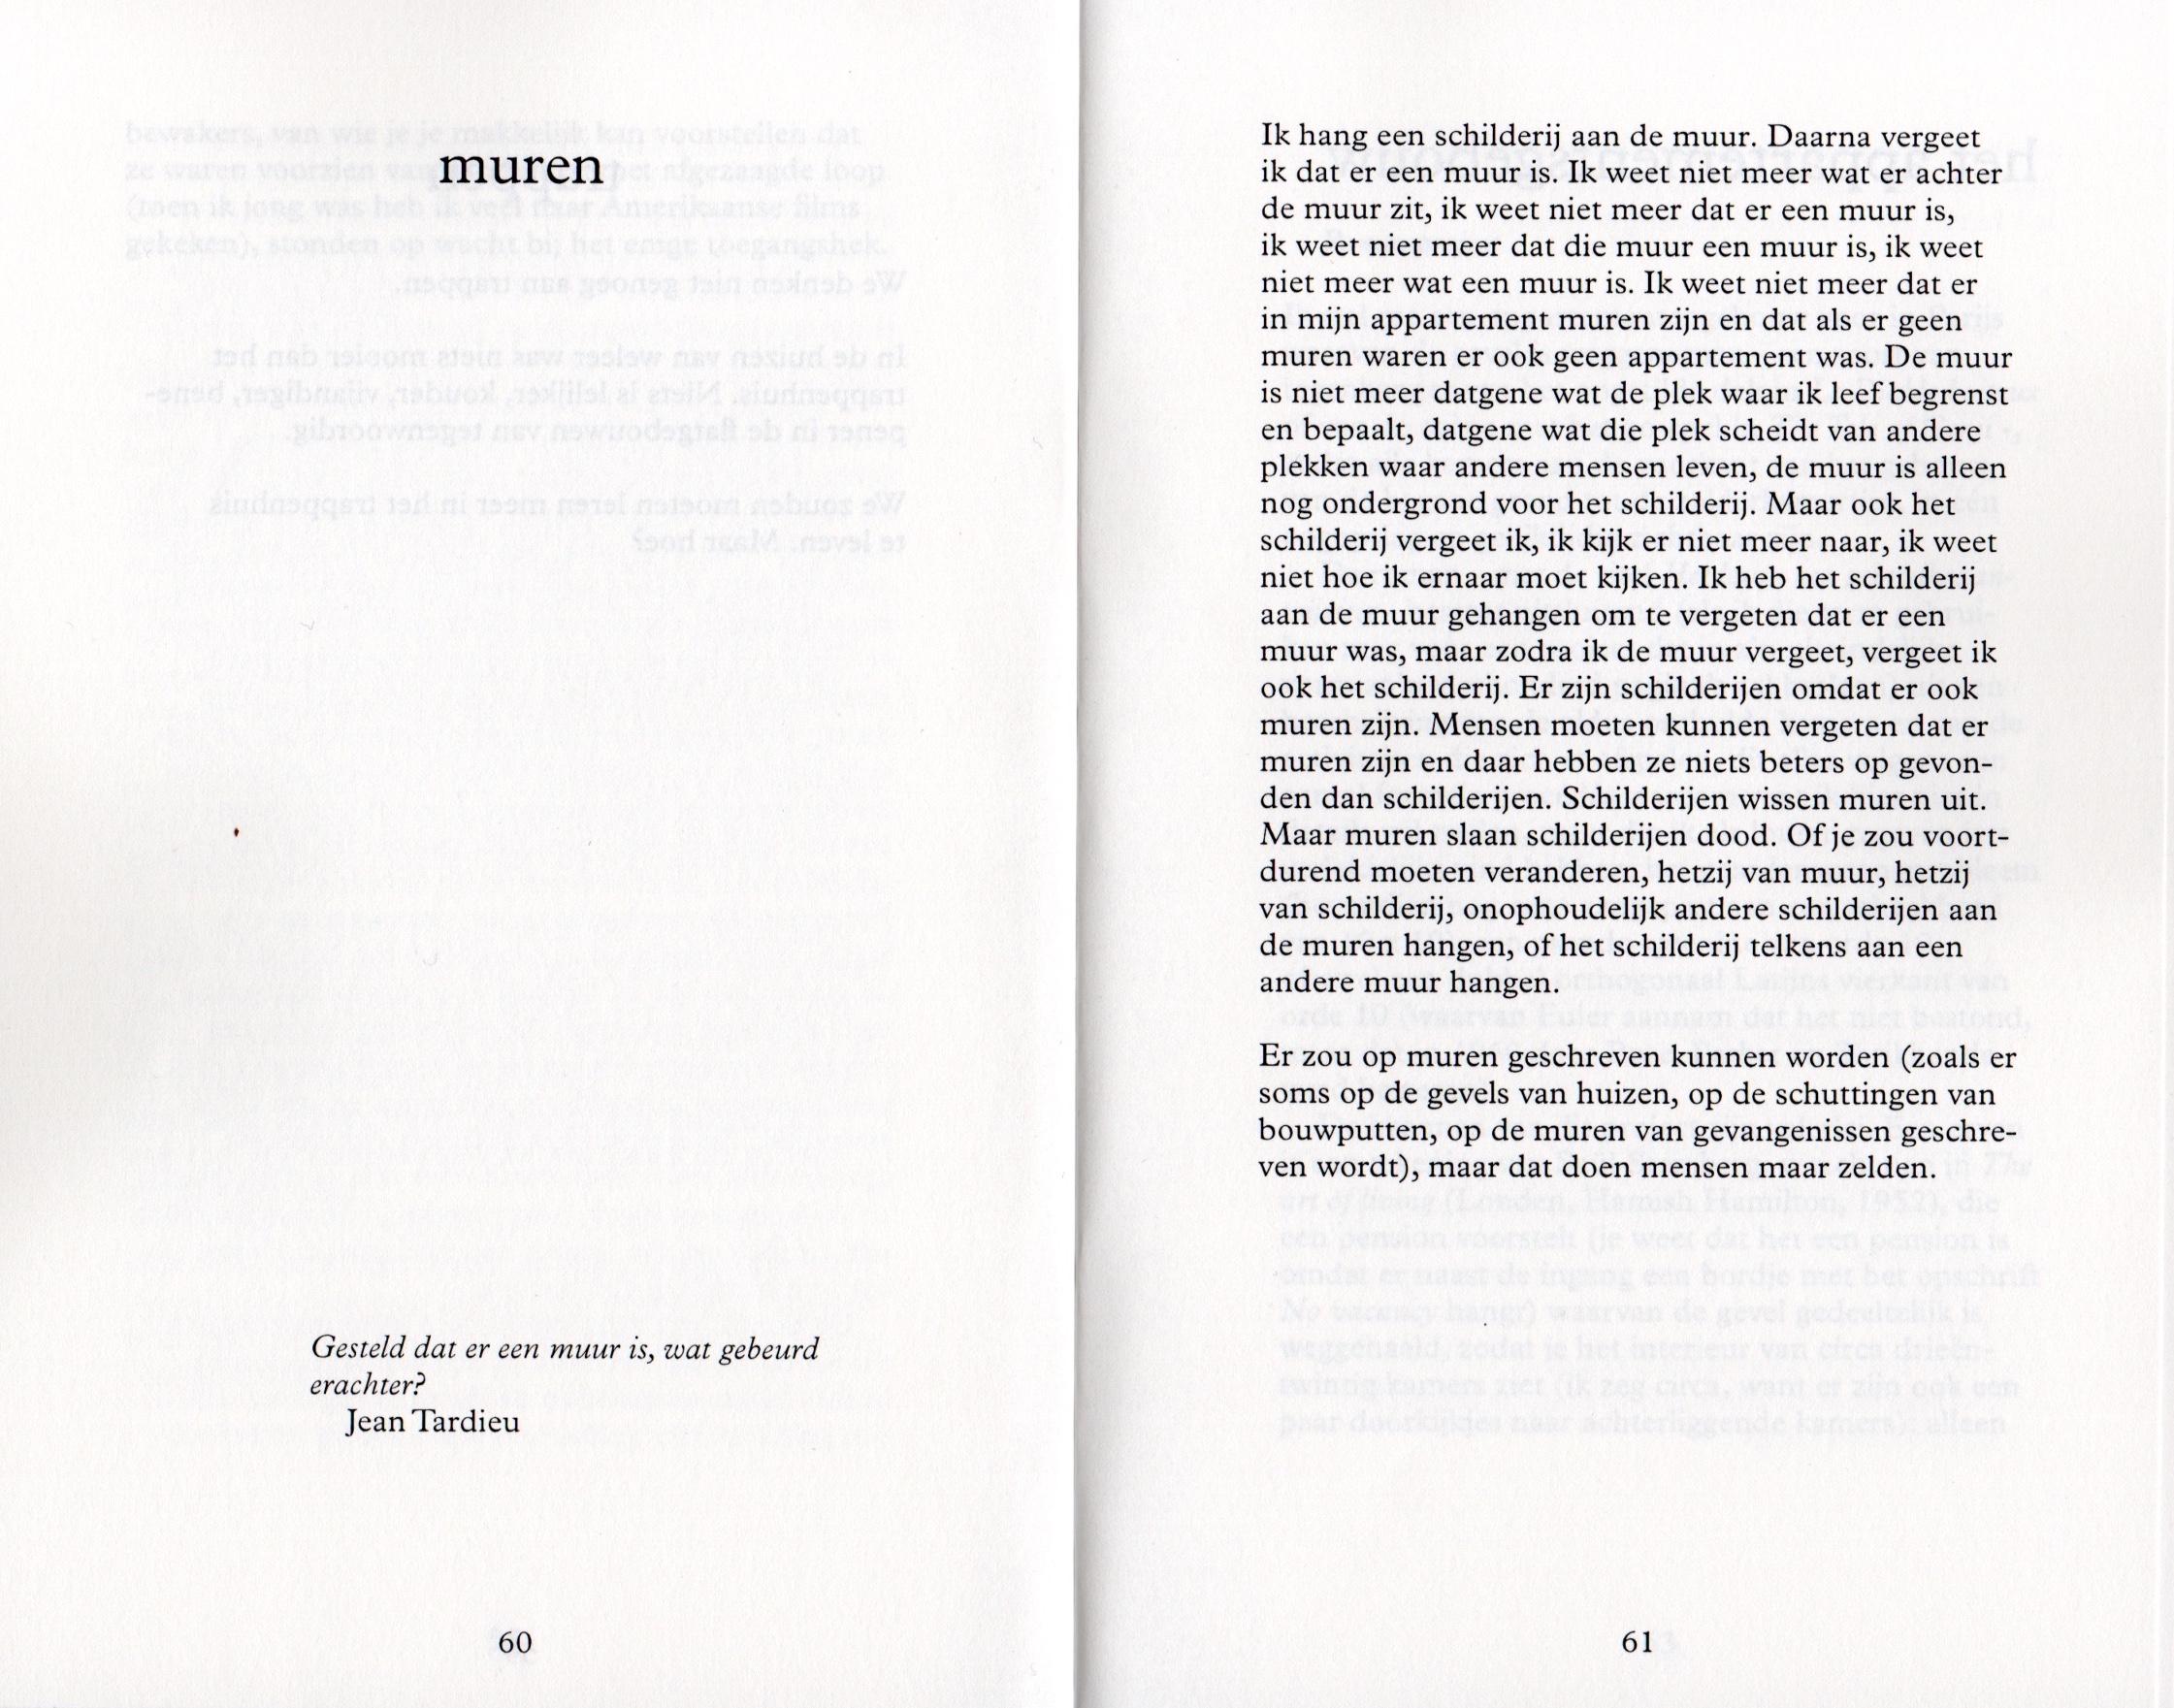 muren
Gesteld dat er een muur is, wat gebeurd
erachter?
Jean Tardieu
60
Ik hang een schilderij aan de muur. Daarna vergeet
ik dat er een muur is. Ik weet niet meer wat er achter
de muur zit, ik weet niet meer dat er een muur is,
ik weet niet meer dat die muur een muur is, ik weet
niet meer wat een muur is. Ik weet niet meer dat er
in mijn appartement muren zijn en dat als er geen
muren waren er ook geen appartement was. De muur
is niet meer datgene wat de plek waar ik leef begrenst
en bepaalt, datgene wat die plek scheidt van andere
plekken waar andere mensen leven, de muur is alleen
nog ondergrond voor het schilderij. Maar ook het
schilderij vergeet ik, ik kijk er niet meer naar, ik weet
niet hoe ik ernaar moet kijken. Ik heb het schilderij
aan de muur gehangen om te vergeten dat er een
muur was, maar zodra ik de muur vergeet, vergeet ik
ook het schilderij. Er zijn schilderijen omdat er ook
muren zijn. Mensen moeten kunnen vergeten dat er
muren zijn en daar hebben ze niets beters op gevon-
den dan schilderijen. Schilderijen wissen muren uit.
Maar muren slaan schilderijen dood. Of je zou voort-
durend moeten veranderen, hetzij van muur, hetzij
van schilderij, onophoudelijk andere schilderijen aan
de muren hangen, of het schilderij telkens aan een
andere muur hangen.
Er zou op muren geschreven kunnen worden (zoals er
soms op de gevels van huizen, op de schuttingen van
bouwputten, op de muren van gevangenissen geschre-
ven wordt), maar dat doen mensen maar zelden.
61